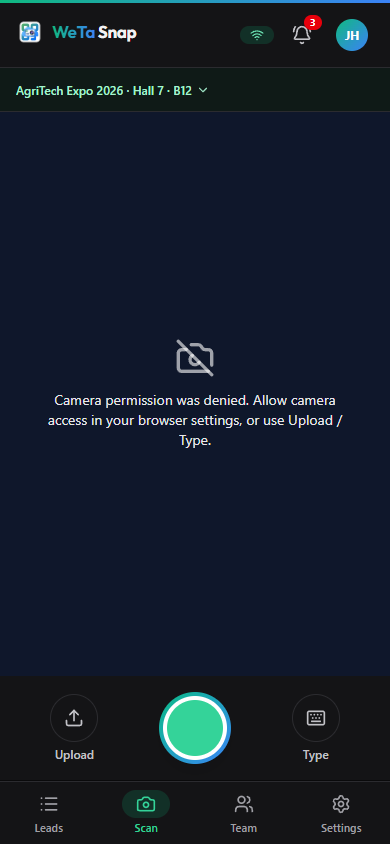 WeTa Snap
3
JH
AgriTech Expo 2026 · Hall 7 · B12
Camera permission was denied. Allow camera
access in your browser settings, or use Upload /
Type.
Upload
Type
Leads
Scan
Team
Settings